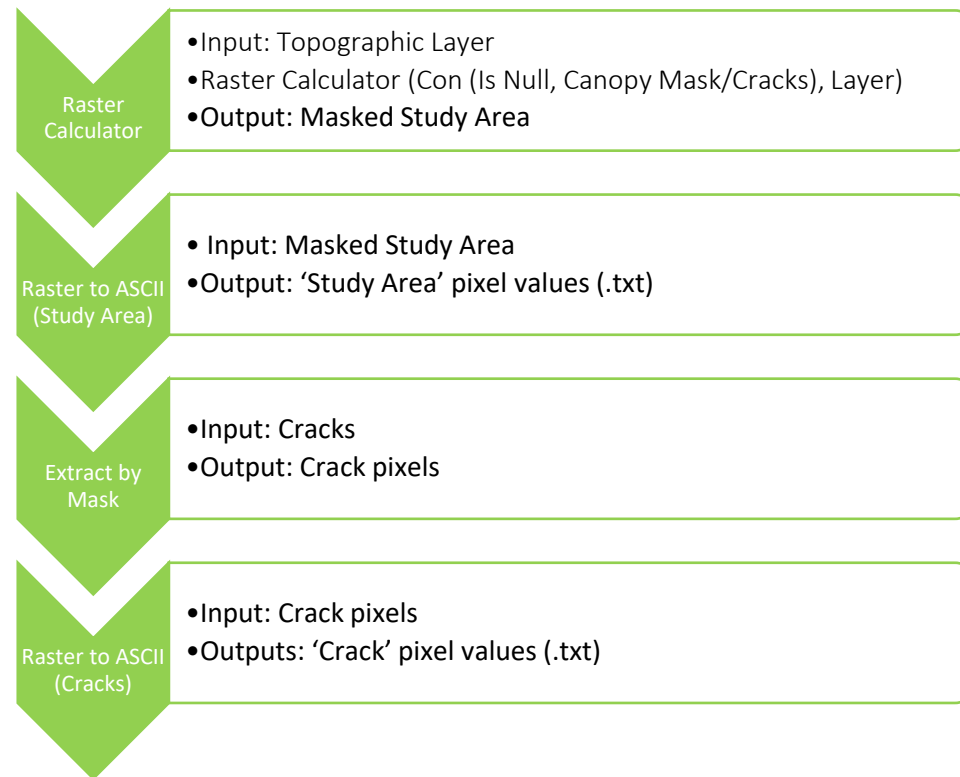 Raster
Calculator
•Input: Topographic Layer
•Raster Calculator (Con (Is Null, Canopy Mask/Cracks), Layer)
•Output: Masked Study Area
Raster to ASCII
(Study Area)
• Input: Masked Study Area
•Output: ‘Study Area’ pixel values (.txt)
Extract by
Mask
•Input: Cracks
•Output: Crack pixels
Raster to ASCII
(Cracks)
•Input: Crack pixels
•Outputs: ‘Crack’ pixel values (.txt)